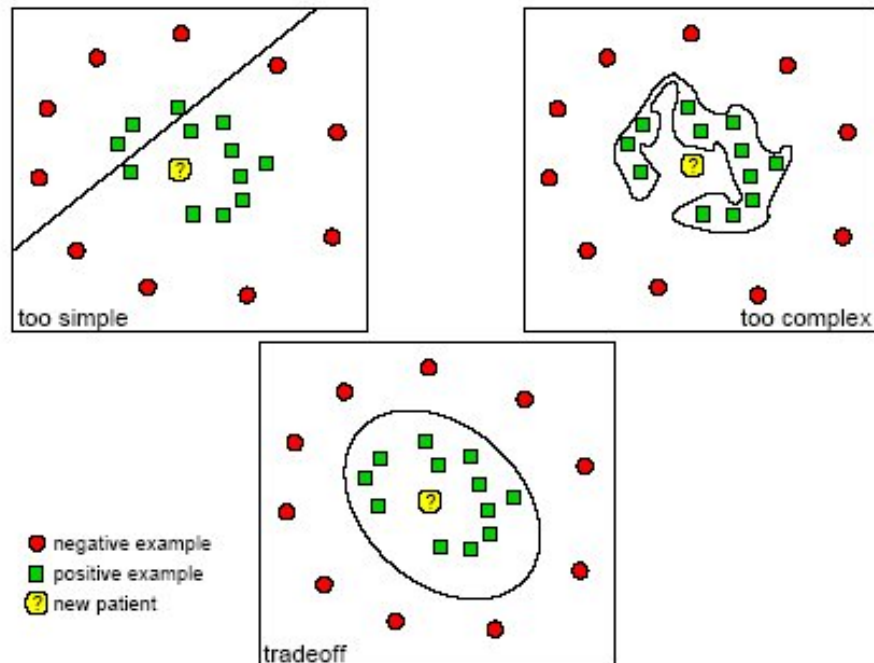 ?
?
too simple
too complex
?
negative example
positive example
? new patient
tradeoff